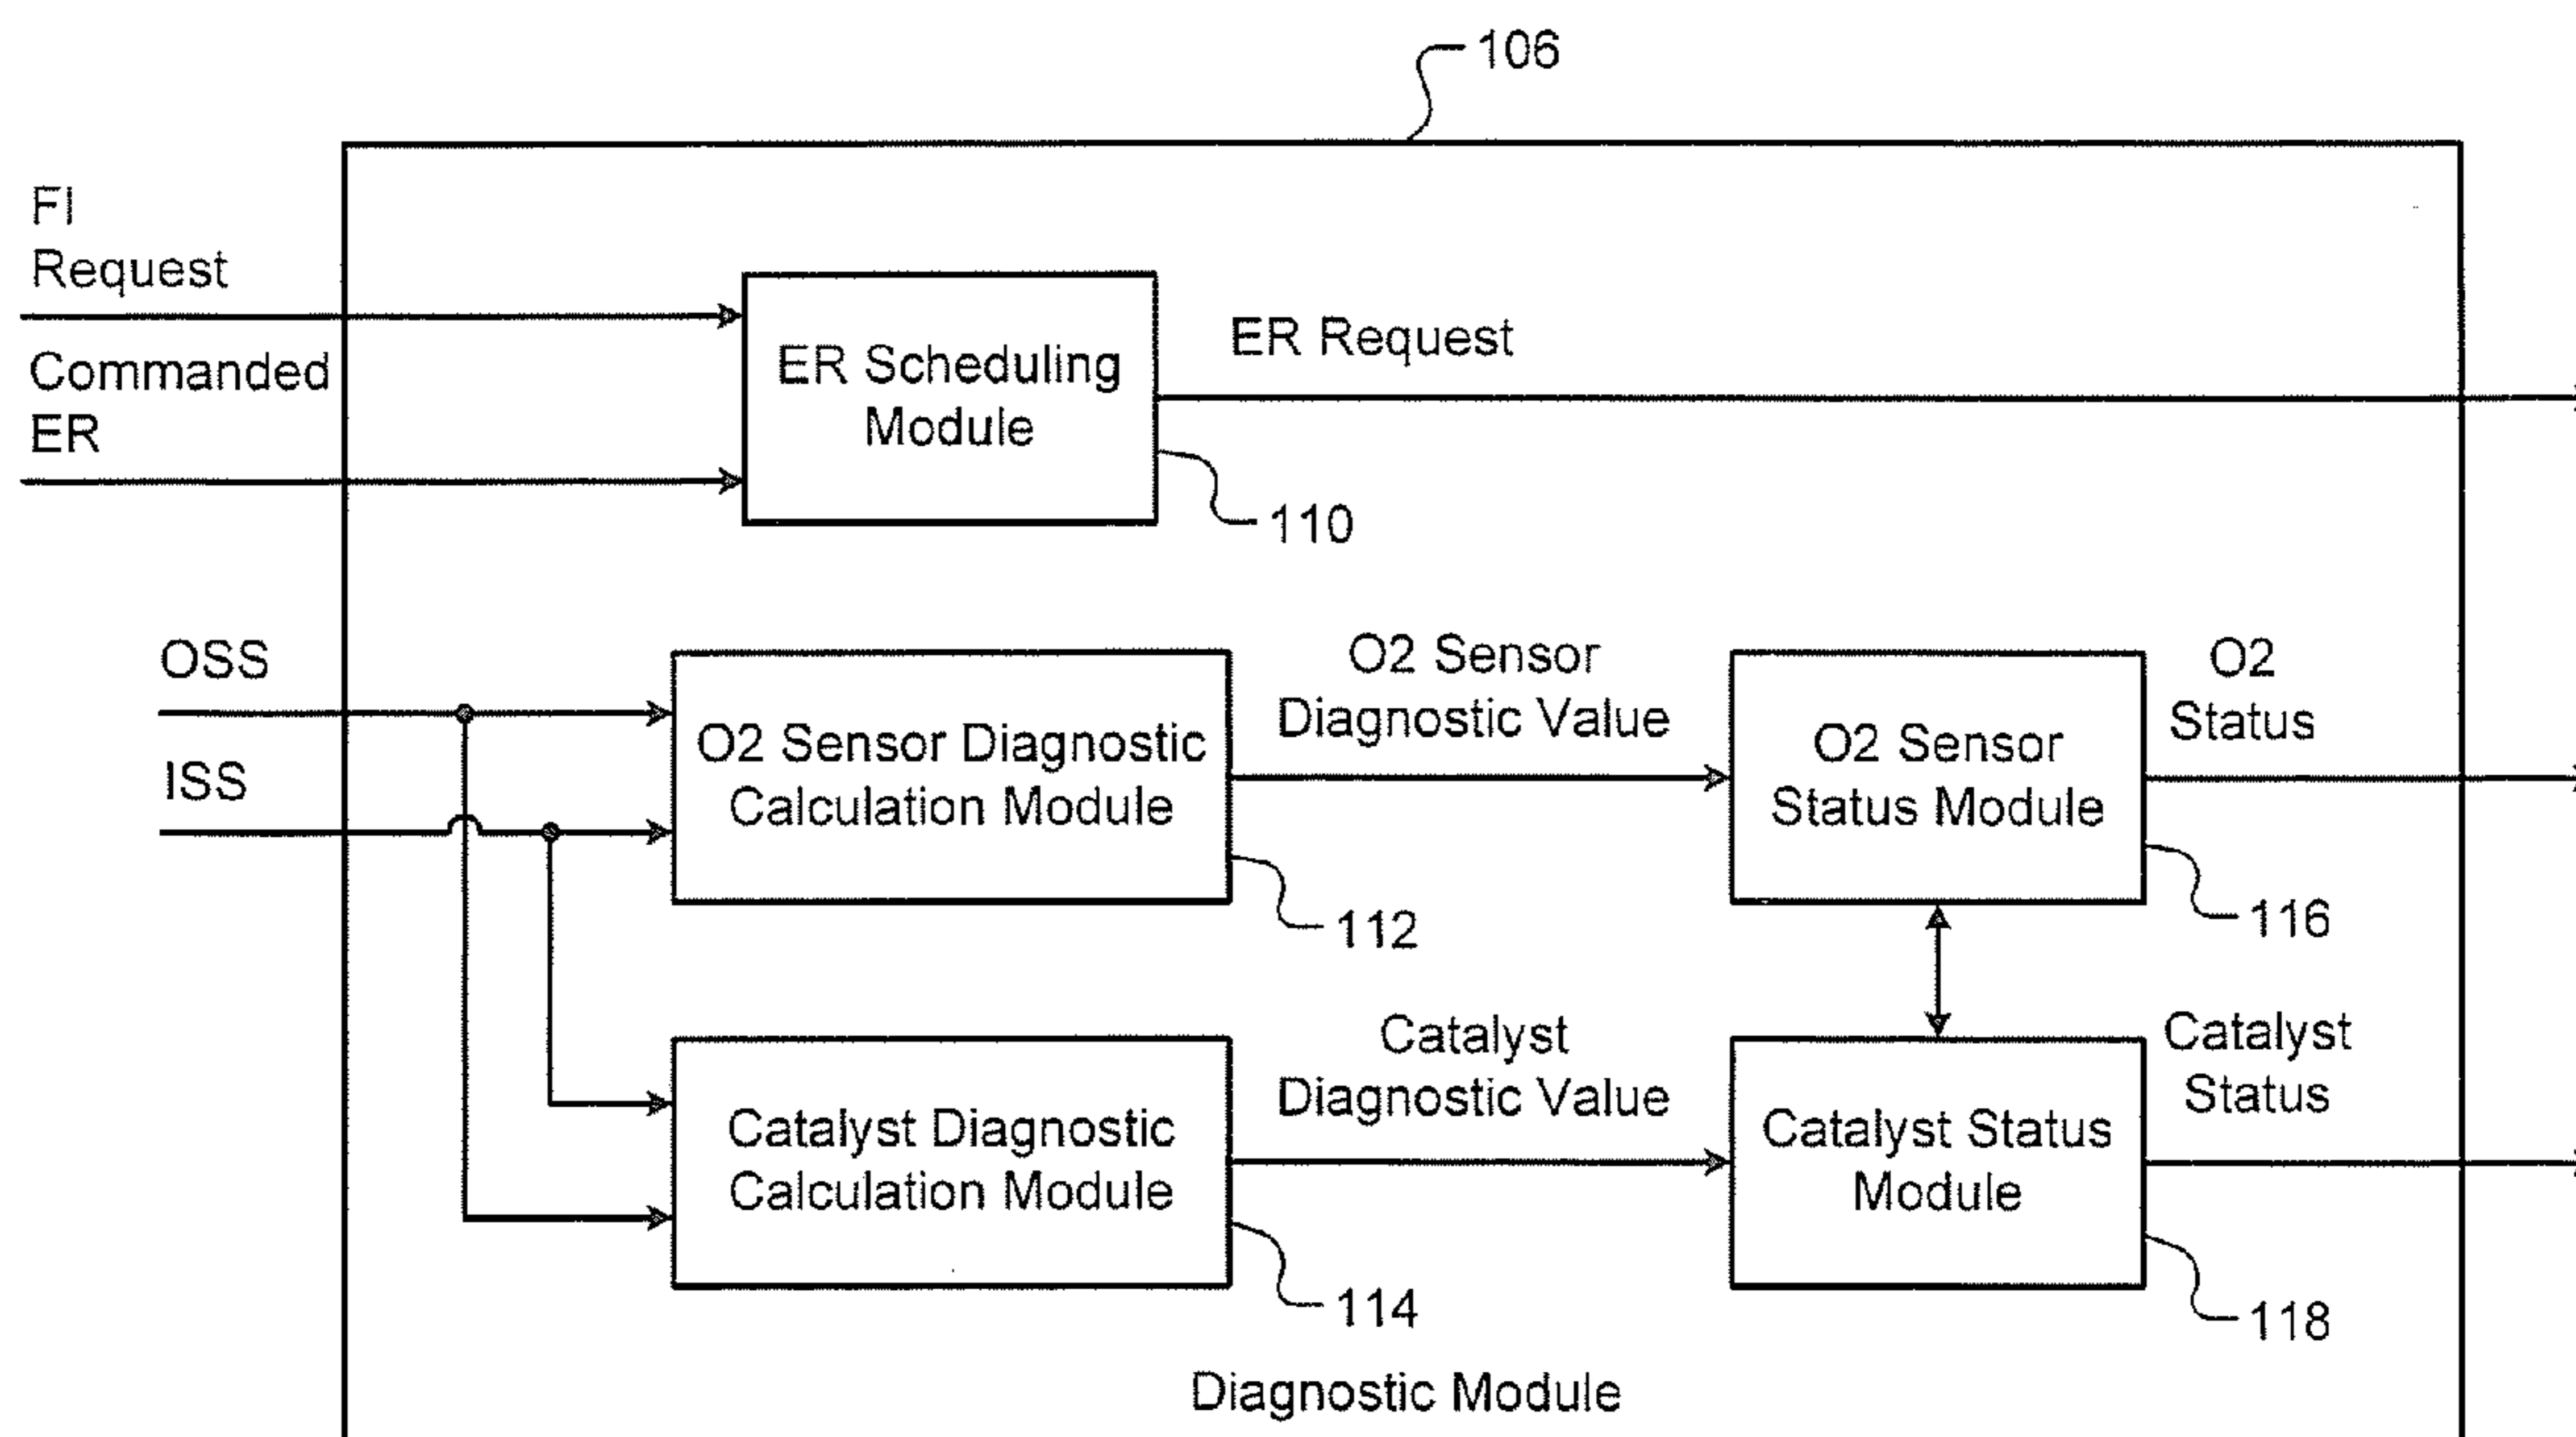 106
FI
Request
Commanded
ER
ER Scheduling
Module
ER Request
110
OSS
ISS
O2 Sensor Diagnostic
Calculation Module
112
O2 Sensor
Diagnostic Value
O2 Sensor
Status Module
116
O2
Status
Catalyst Diagnostic
Calculation Module
114
Catalyst
Diagnostic Value
Catalyst Status
Module
118
Catalyst
Status
Diagnostic Module